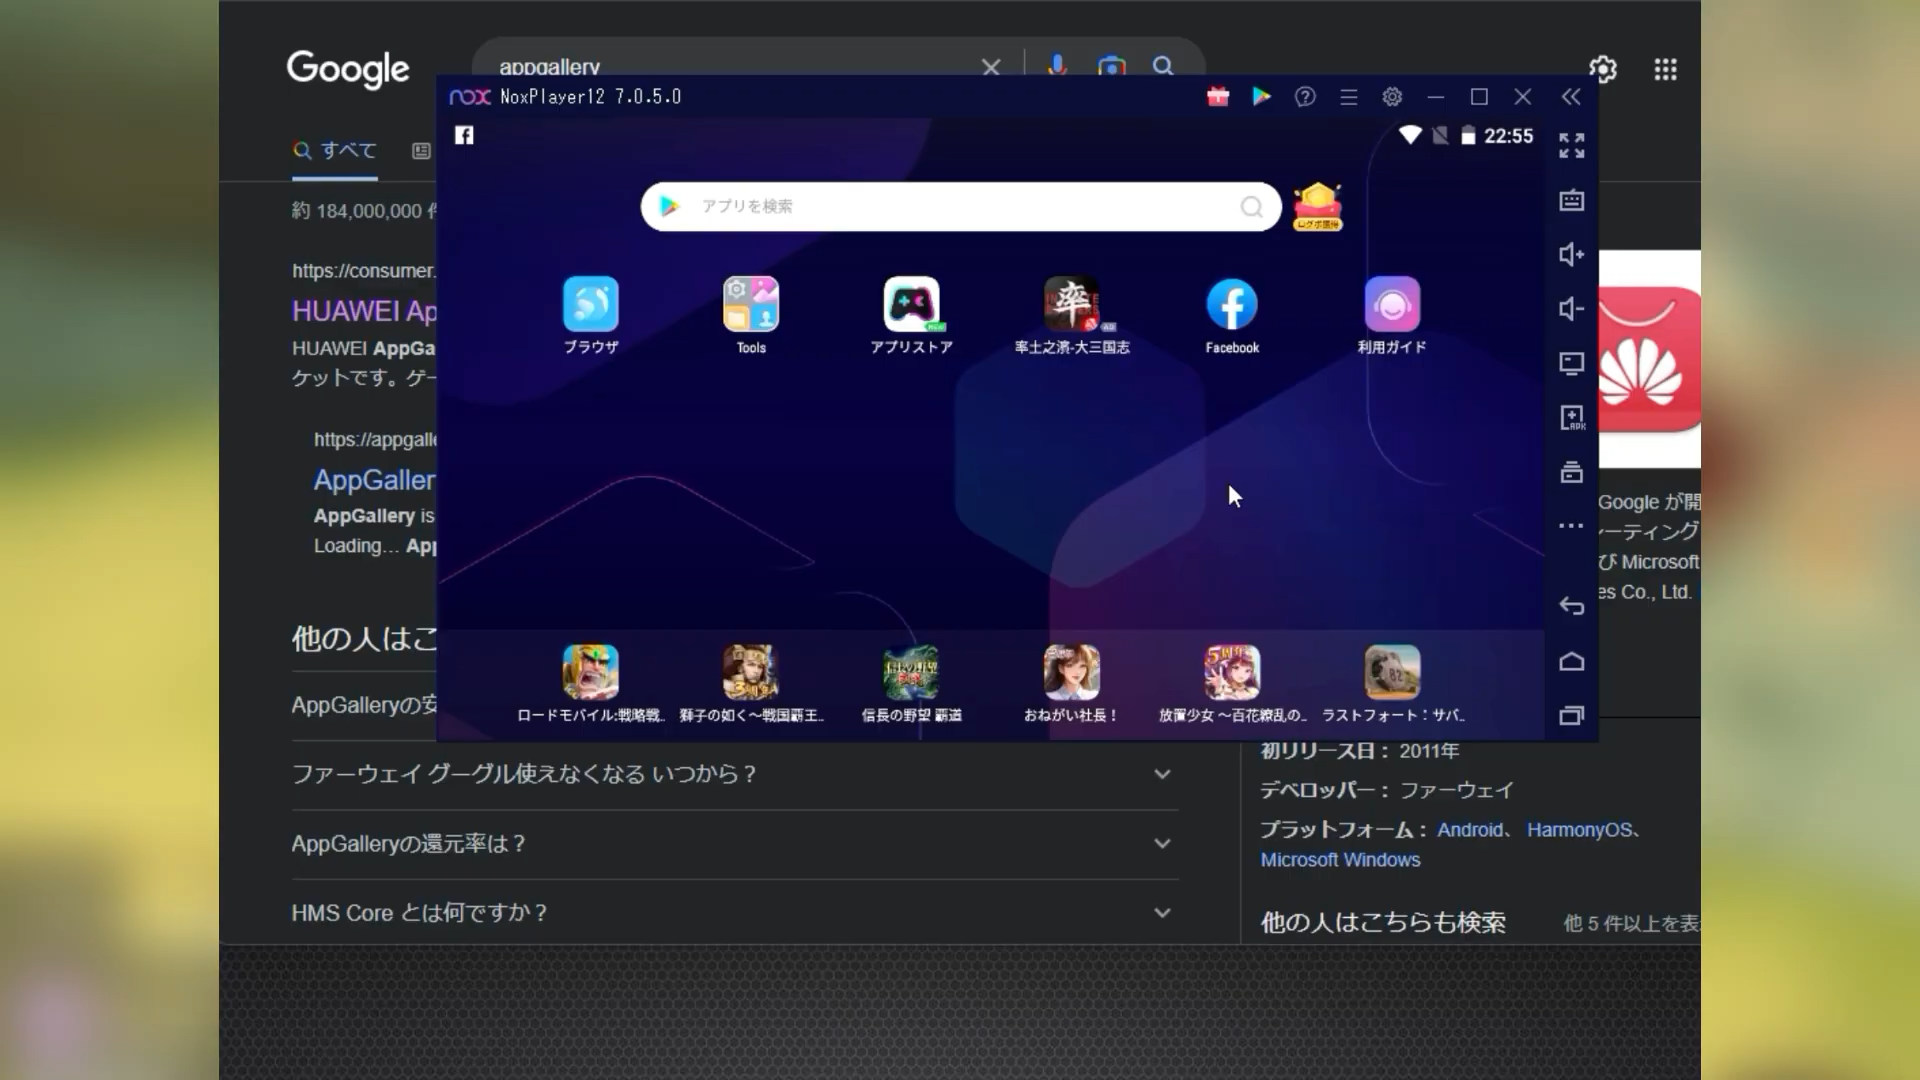 Google
appgallery
nox NoxPlayer12 7.0.5.0
22:55
すべて
アプリを検索
約 184,000,000
https://consumer.
HUAWEI Ap
HUAWEI AppGa
ケットです。ゲー
ブラウザ
Tools
アプリストア
率土之濱-大三国志
Facebook
利用ガイド
https://appgalle
AppGaller
AppGallery is
Loading... App
APK
Google が開
ーティング
び Microsoft
es Co., Ltd.
他の人はこ
AppGalleryの安
ロードモバイル:戦略戦..
獅子の如く〜戦国覇王..
信長の野望 覇道
おねがい社長！
放置少女 〜百花繚乱の..
ラストフォート：サバ..
初リリース日： 2011年
ファーウェイ グーグル使えなくなる いつから？
デベロッパー： ファーウェイ
AppGalleryの還元率は？
プラットフォーム： Android、 HarmonyOS、
Microsoft Windows
HMS Core とは何ですか？
他の人はこちらも検索
他 5 件以上を表